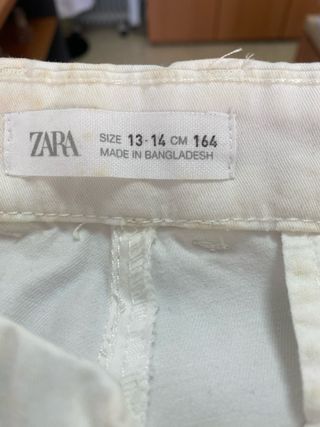 ZARA
SIZE 13-14 CM 164
MADE IN BANGLADESH